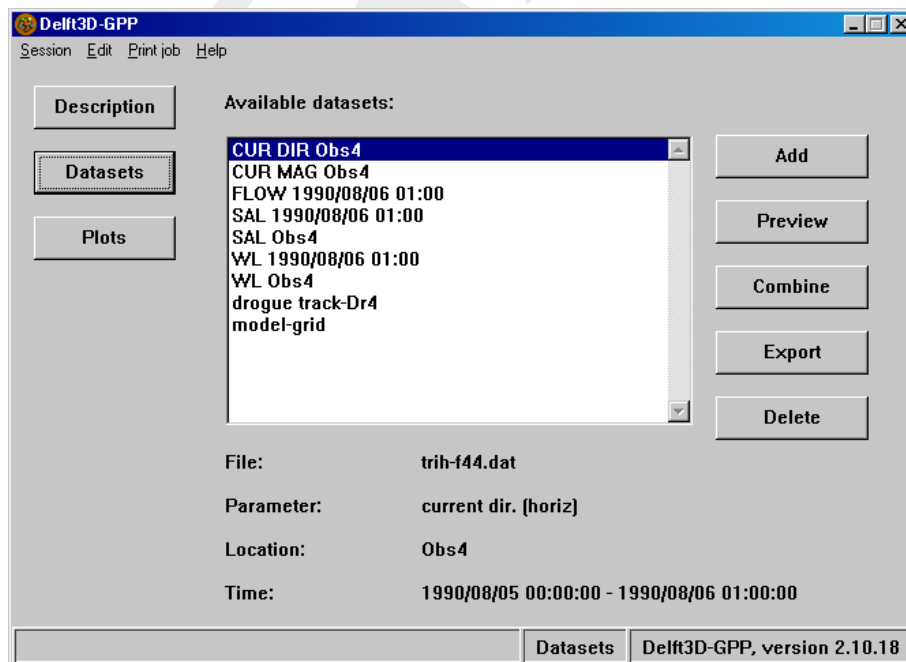 Delft3D-GPP
Session Edit Print job Help
Description
Datasets
Plots
Available datasets:
CUR DIR Obs4
CUR MAG Obs4
FLOW 1990/08/06 01:00
SAL 1990/08/06 01:00
SAL Obs4
WL 1990/08/06 01:00
WL Obs4
drogue track-Dr4
model-grid
Add
Preview
Combine
Export
Delete
File: trih-f44.dat
Parameter: current dir. (horiz)
Location: Obs4
Time: 1990/08/05 00:00:00 - 1990/08/06 01:00:00
Datasets Delft3D-GPP, version 2.10.18